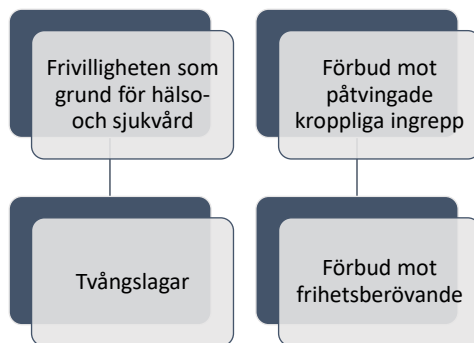 Frivilligheten som
grund för hälso-
och sjukvård
Förbud mot
påtvingade
kroppliga ingrepp
Tvångslagar
Förbud mot
frihetsberövande